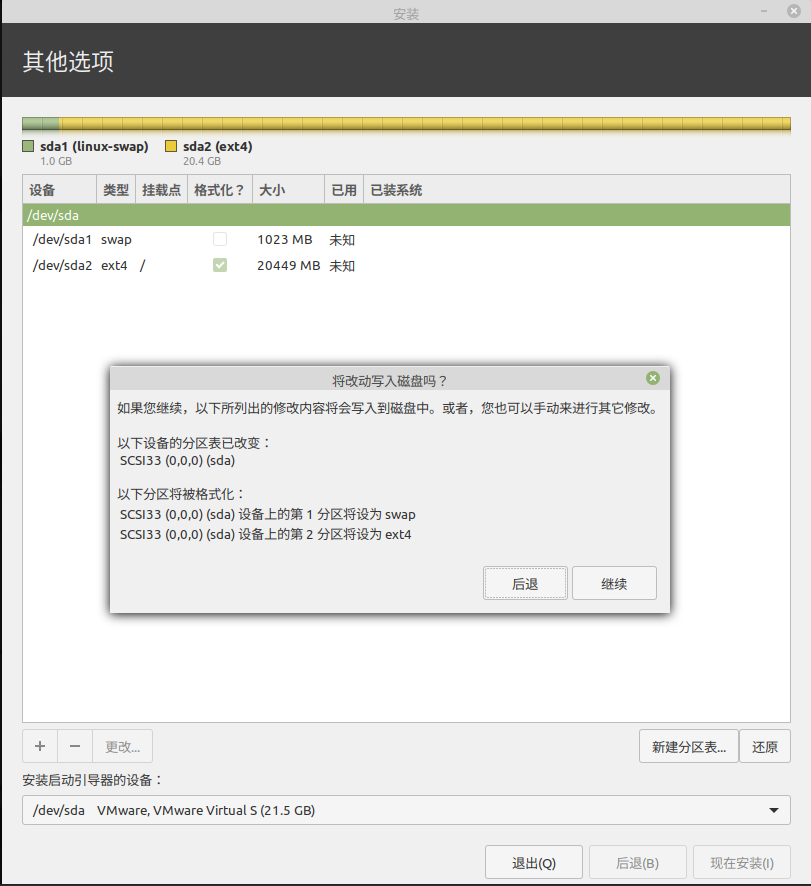 安装
其他选项
sda1 (linux-swap) sda2 (ext4)
1.0 GB 20.4 GB
设备 类型 挂载点 格式化？ 大小 已用 已装系统
/dev/sda
/dev/sda1 swap 1023 MB 未知
/dev/sda2 ext4 / 20449 MB 未知
将改动写入磁盘吗？
如果您继续，以下所列出的修改内容将会写入到磁盘中。或者，您也可以手动来进行其它修改。
以下设备的分区表已改变：
SCSI33 (0,0,0) (sda)
以下分区将被格式化：
SCSI33 (0,0,0) (sda) 设备上的第 1 分区将设为 swap
SCSI33 (0,0,0) (sda) 设备上的第 2 分区将设为 ext4
后退 继续
+ − 更改... 新建分区表... 还原
安装启动引导器的设备：
/dev/sda VMware, VMware Virtual S (21.5 GB)
退出(Q) 后退(B) 现在安装(I)